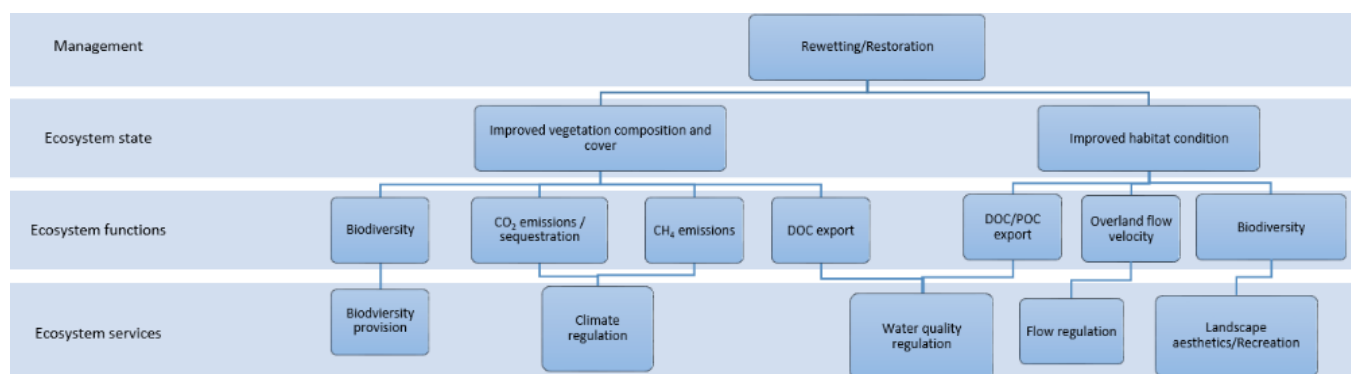 Management
Rewetting/Restoration
Ecosystem state
Improved vegetation composition and
cover
Improved habitat condition
Ecosystem functions
Biodiversity
CO₂ emissions /
sequestration
CH₄ emissions
DOC export
DOC/POC
export
Overland flow
velocity
Biodiversity
Ecosystem services
Biodviersity
provision
Climate
regulation
Water quality
regulation
Flow regulation
Landscape
aesthetics/Recreation